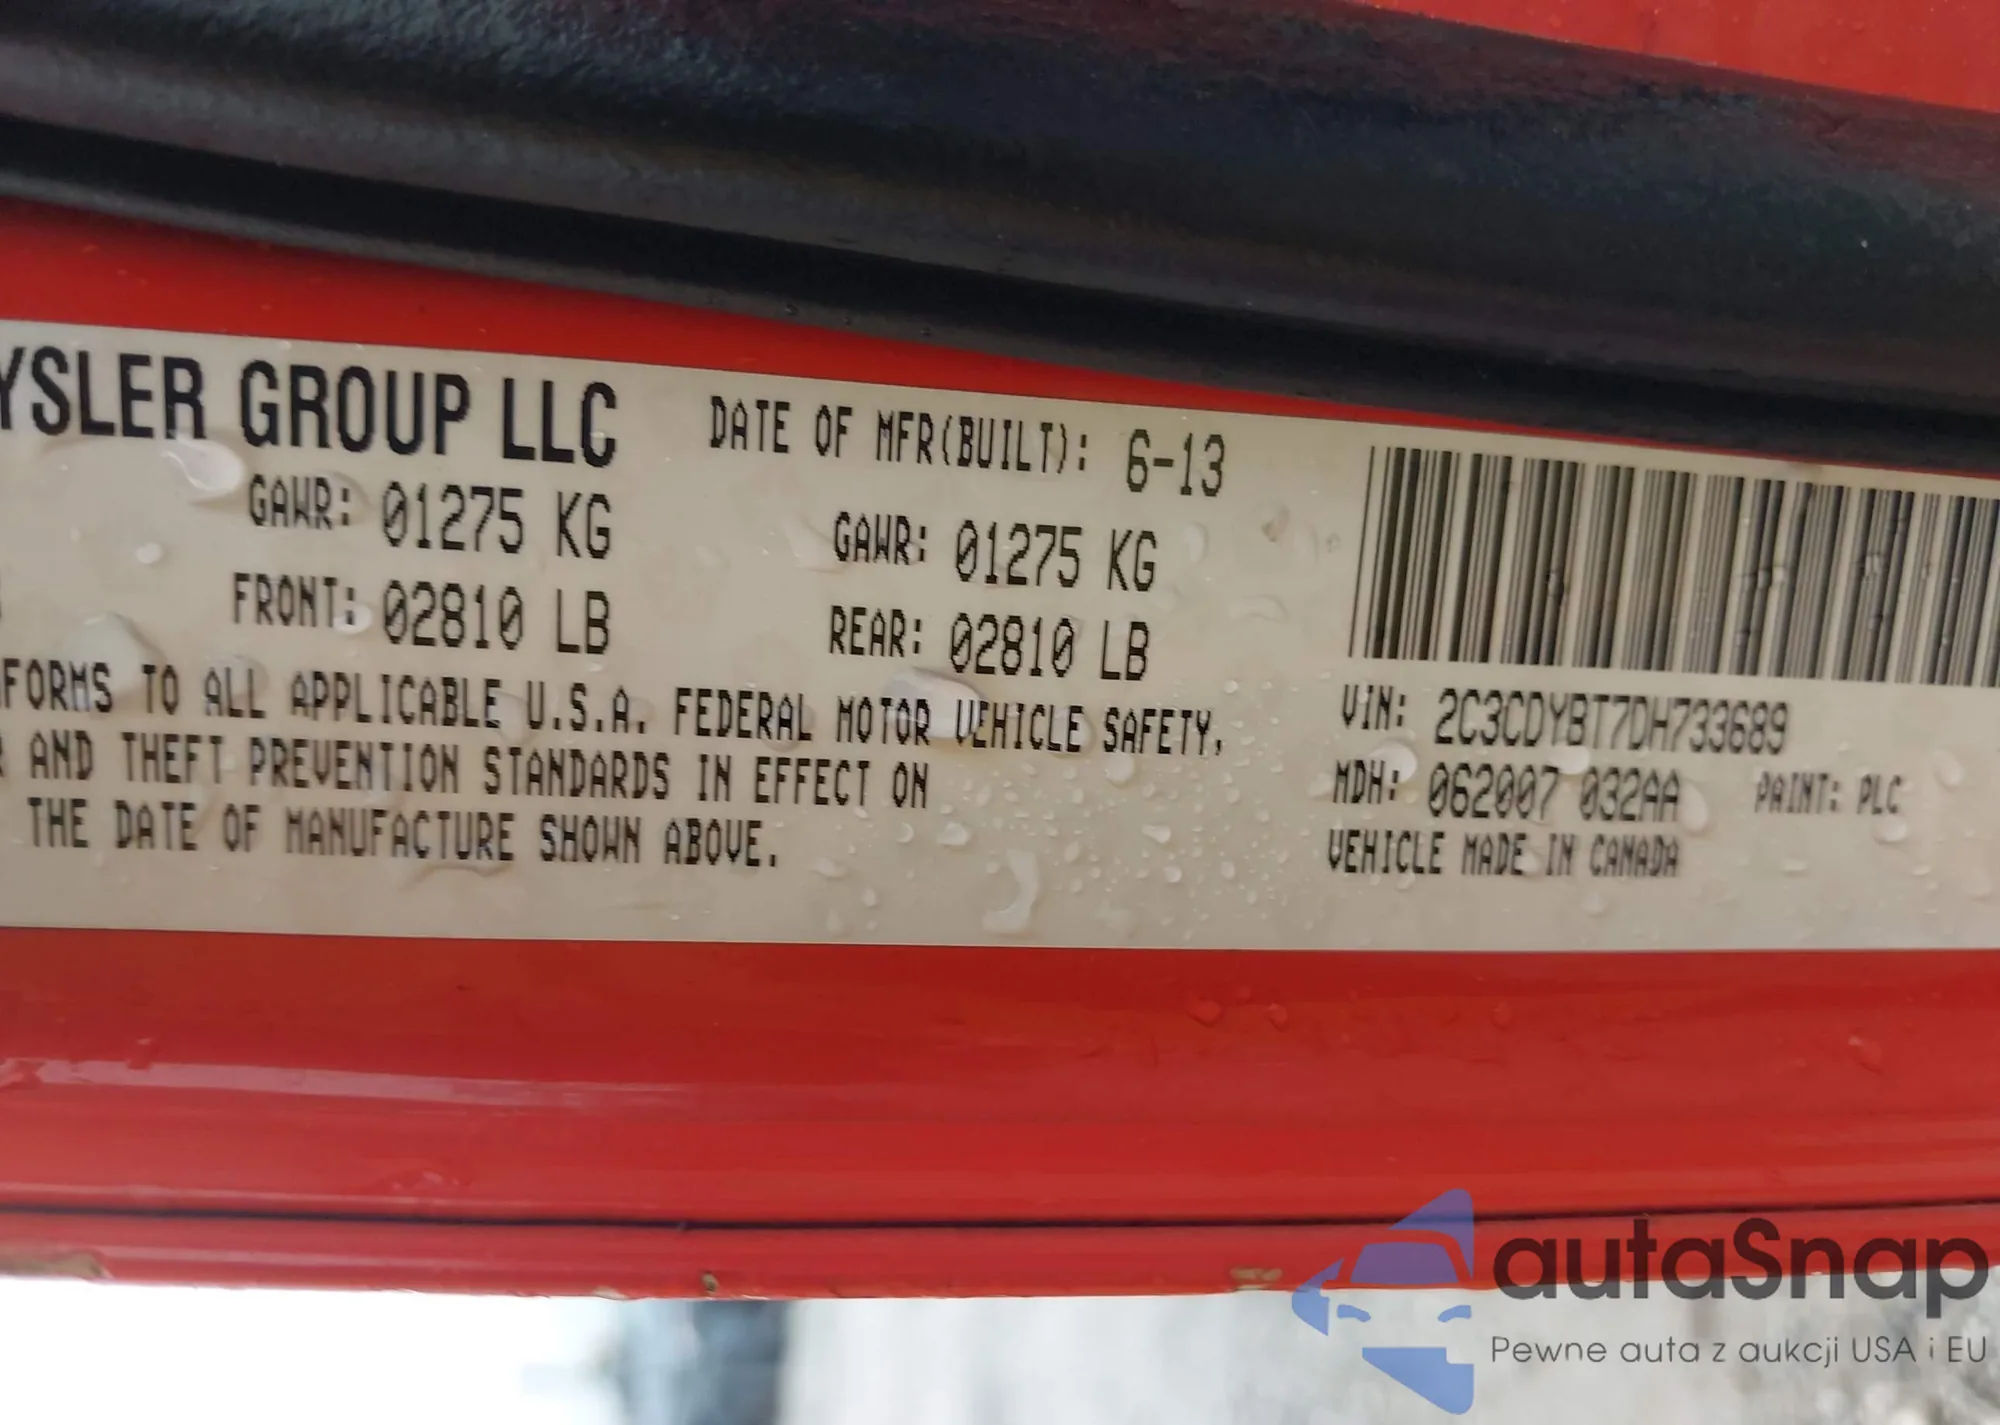 YSLER GROUP LLC DATE OF MFR(BUILT): 6-13
GAWR: 01275 KG GAWR: 01275 KG
FRONT: 02810 LB REAR: 02810 LB
FORMS TO ALL APPLICABLE U.S.A. FEDERAL MOTOR VEHICLE SAFETY,
R AND THEFT PREVENTION STANDARDS IN EFFECT ON
THE DATE OF MANUFACTURE SHOWN ABOVE.
VIN: 2C3CDYBT7DH733689
MDH: 062007 032AA PAINT: PLC
VEHICLE MADE IN CANADA
autaSnap
Pewne auta z aukcji USA i EU